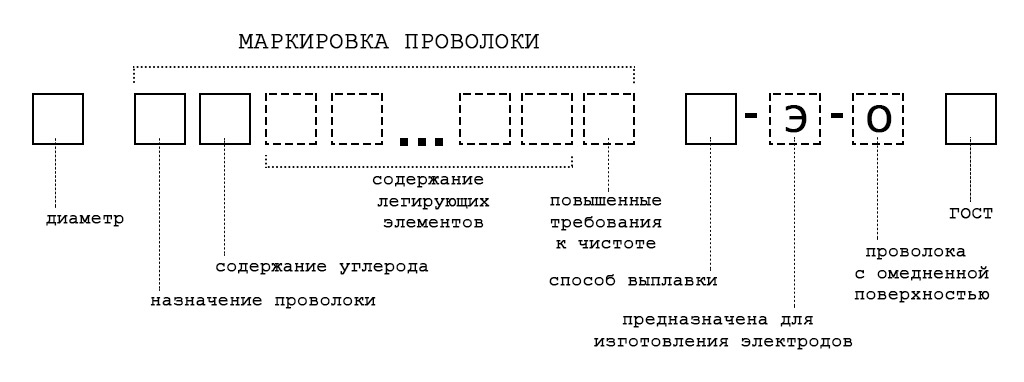 МАРКИРОВКА ПРОВОЛОКИ
- Э - О
...
диаметр
назначение проволоки
содержание углерода
содержание
легирующих
элементов
повышенные
требования
к чистоте
способ выплавки
предназначена для
изготовления электродов
проволока
с омедненной
поверхностью
ГОСТ